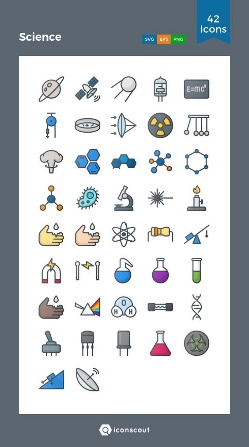 Science
SVG EPS PNG
42
Icons
E=mc²
O
H H
iconscout